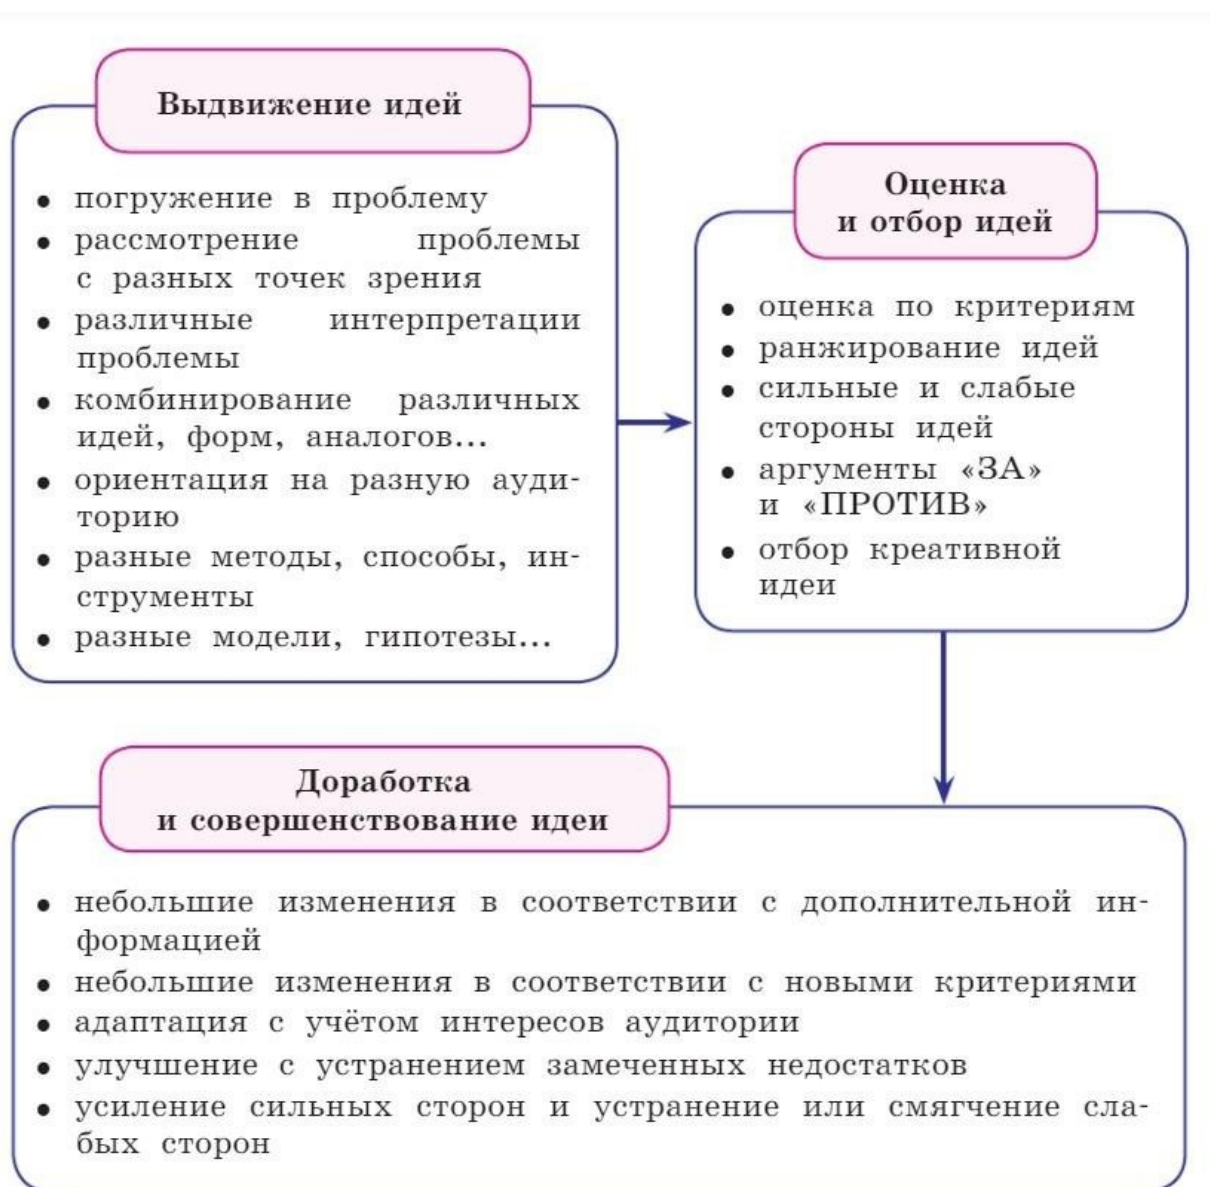 Выдвижение идей
• погружение в проблему
• рассмотрение проблемы
с разных точек зрения
• различные интерпретации
проблемы
• комбинирование различных
идей, форм, аналогов...
• ориентация на разную ауди-
торию
• разные методы, способы, ин-
струменты
• разные модели, гипотезы...
Оценка
и отбор идей
• оценка по критериям
• ранжирование идей
• сильные и слабые
стороны идей
• аргументы «ЗА»
и «ПРОТИВ»
• отбор креативной
идеи
Доработка
и совершенствование идеи
• небольшие изменения в соответствии с дополнительной ин-
формацией
• небольшие изменения в соответствии с новыми критериями
• адаптация с учётом интересов аудитории
• улучшение с устранением замеченных недостатков
• усиление сильных сторон и устранение или смягчение сла-
бых сторон